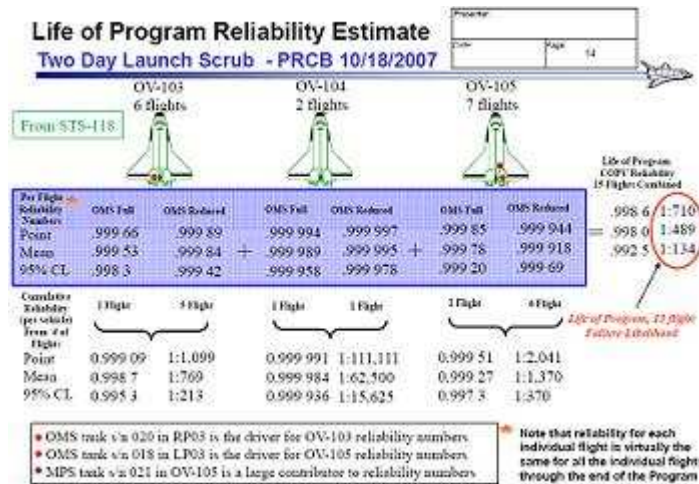 Life of Program Reliability Estimate
Two Day Launch Scrub - PRCB 10/18/2007
Presenter:
Date: Page: 14
OV-103 OV-104 OV-105
6 flights 2 flights 7 flights
From STS-118
Life of Program
COPV Reliability
15 Flights Combined
Per Flight
Reliability
Numbers
OMS Full OMS Reduced OMS Full OMS Reduced OMS Full OMS Reduced
Point .999 66 .999 89 .999 994 .999 997 .999 85 .999 944 .998 6 1:710
Mean .999 53 .999 84 + .999 989 .999 995 + .999 78 .999 918 = .998 0 1:489
95% CL .998 3 .999 42 .999 958 .999 978 .999 20 .999 69 .992 5 1:134
Cumulative
Reliability
(per vehicle)
From # of
Flights
1 Flight 5 Flight 1 Flight 1 Flight 6 Flight
Life of Program, 15 flight
Failure Likelihood
Point 0.999 09 1:1,099 0.999 991 1:111,111 0.999 51 1:2,041
Mean 0.998 7 1:769 0.999 984 1:62,500 0.999 27 1:1,370
95% CL 0.995 3 1:213 0.999 936 1:15,625 0.997 3 1:370
• OMS tank s/n 020 in RP03 is the driver for OV-103 reliability numbers
• OMS tank s/n 018 in LP03 is the driver for OV-105 reliability numbers
• MPS tank s/n 021 in OV-105 is a large contributor to reliability numbers
* Note that reliability for each
individual flight is virtually the
same for all the individual flight
through the end of the Program